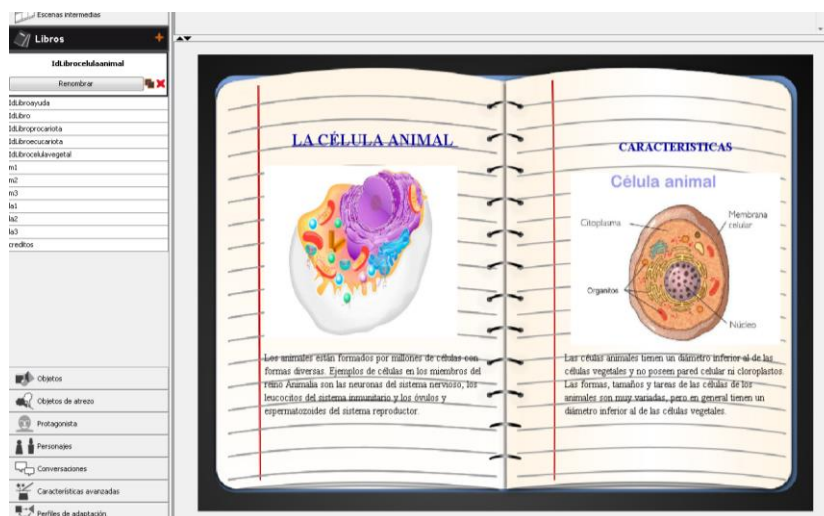 Escenas intermedias
Libros
IdLibrocelulaanimal
Renombrar
IdLibroayuda
IdLibro
IdLibroprocariota
IdLibroeucariota
IdLibrocelulavegetal
m1
m2
m3
la1
la2
la3
creditos
Objetos
Objetos de atrezo
Protagonista
Personajes
Conversaciones
Características avanzadas
Perfiles de adaptación
LA CÉLULA ANIMAL
Los animales están formados por millones de células con
formas diversas. Ejemplos de células en los miembros del
reino Animalia son las neuronas del sistema nervioso, los
leucocitos del sistema inmunitario y los óvulos y
espermatozoides del sistema reproductor.
CARACTERISTICAS
Célula animal
Citoplasma
Membrana
celular
Organitos
Núcleo
Las células animales tienen un diámetro inferior al de las
células vegetales y no poseen pared celular ni cloroplastos.
Las formas, tamaños y tareas de las células de los
animales son muy variadas, pero en general tienen un
diámetro inferior al de las células vegetales.